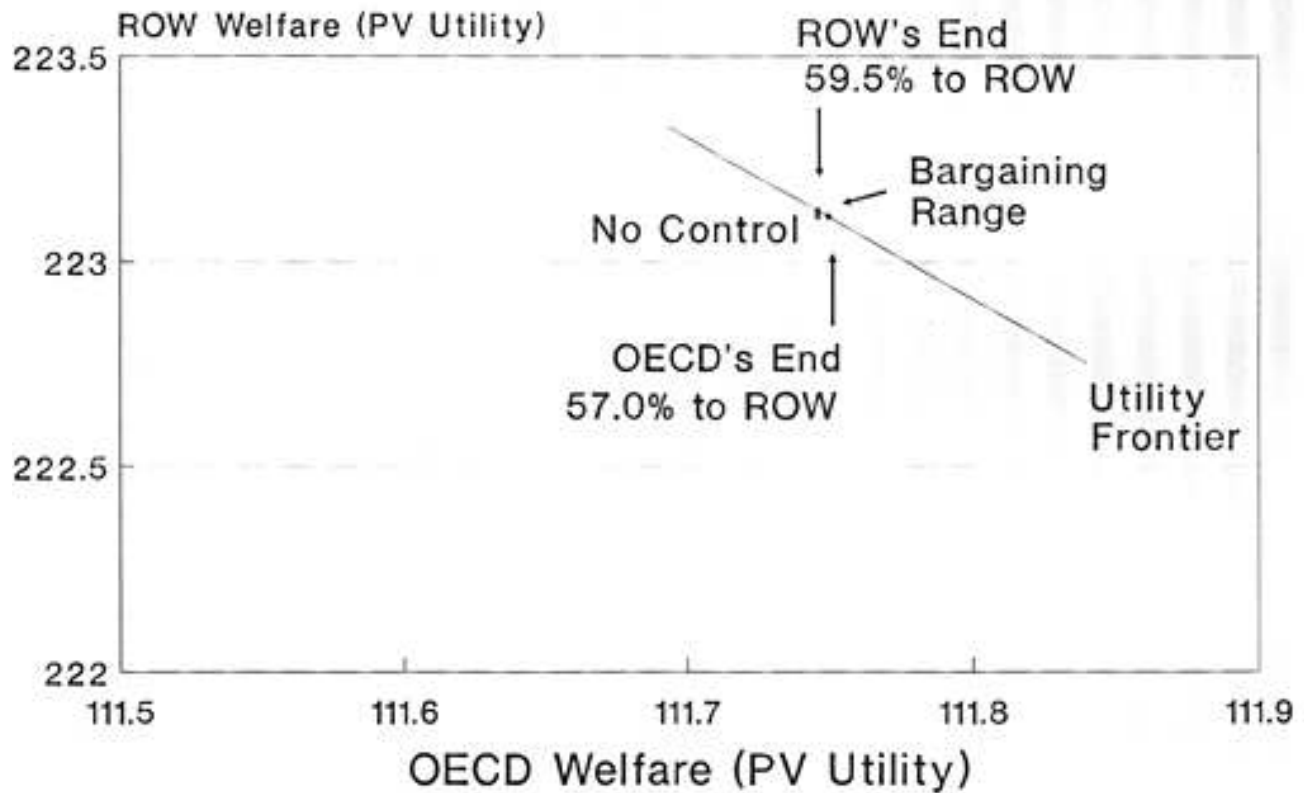 ROW Welfare (PV Utility)
223.5
ROW's End
59.5% to ROW
Bargaining
Range
No Control
223
OECD's End
57.0% to ROW
Utility
Frontier
222.5
222
111.5
111.6
111.7
111.8
111.9
OECD Welfare (PV Utility)